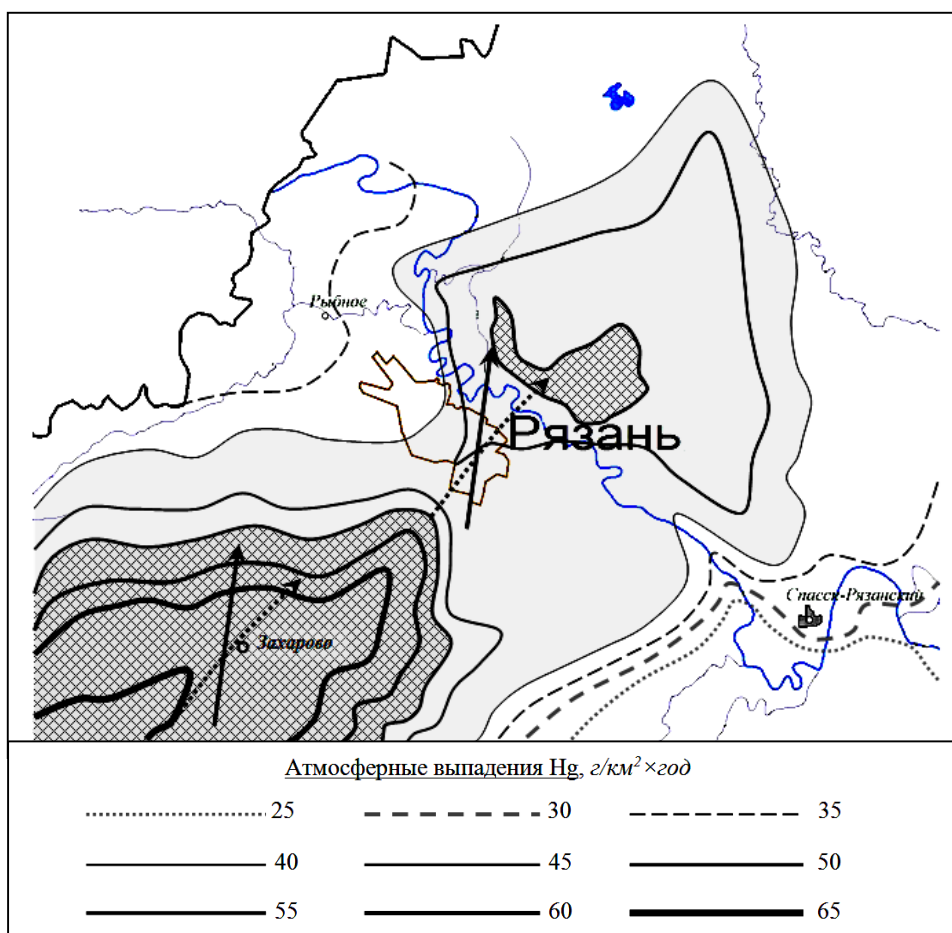 Рыбное
Рязань
Спасск-Рязанский
Захарово
Атмосферные выпадения Hg, г/км²×год
25 30 35
40 45 50
55 60 65